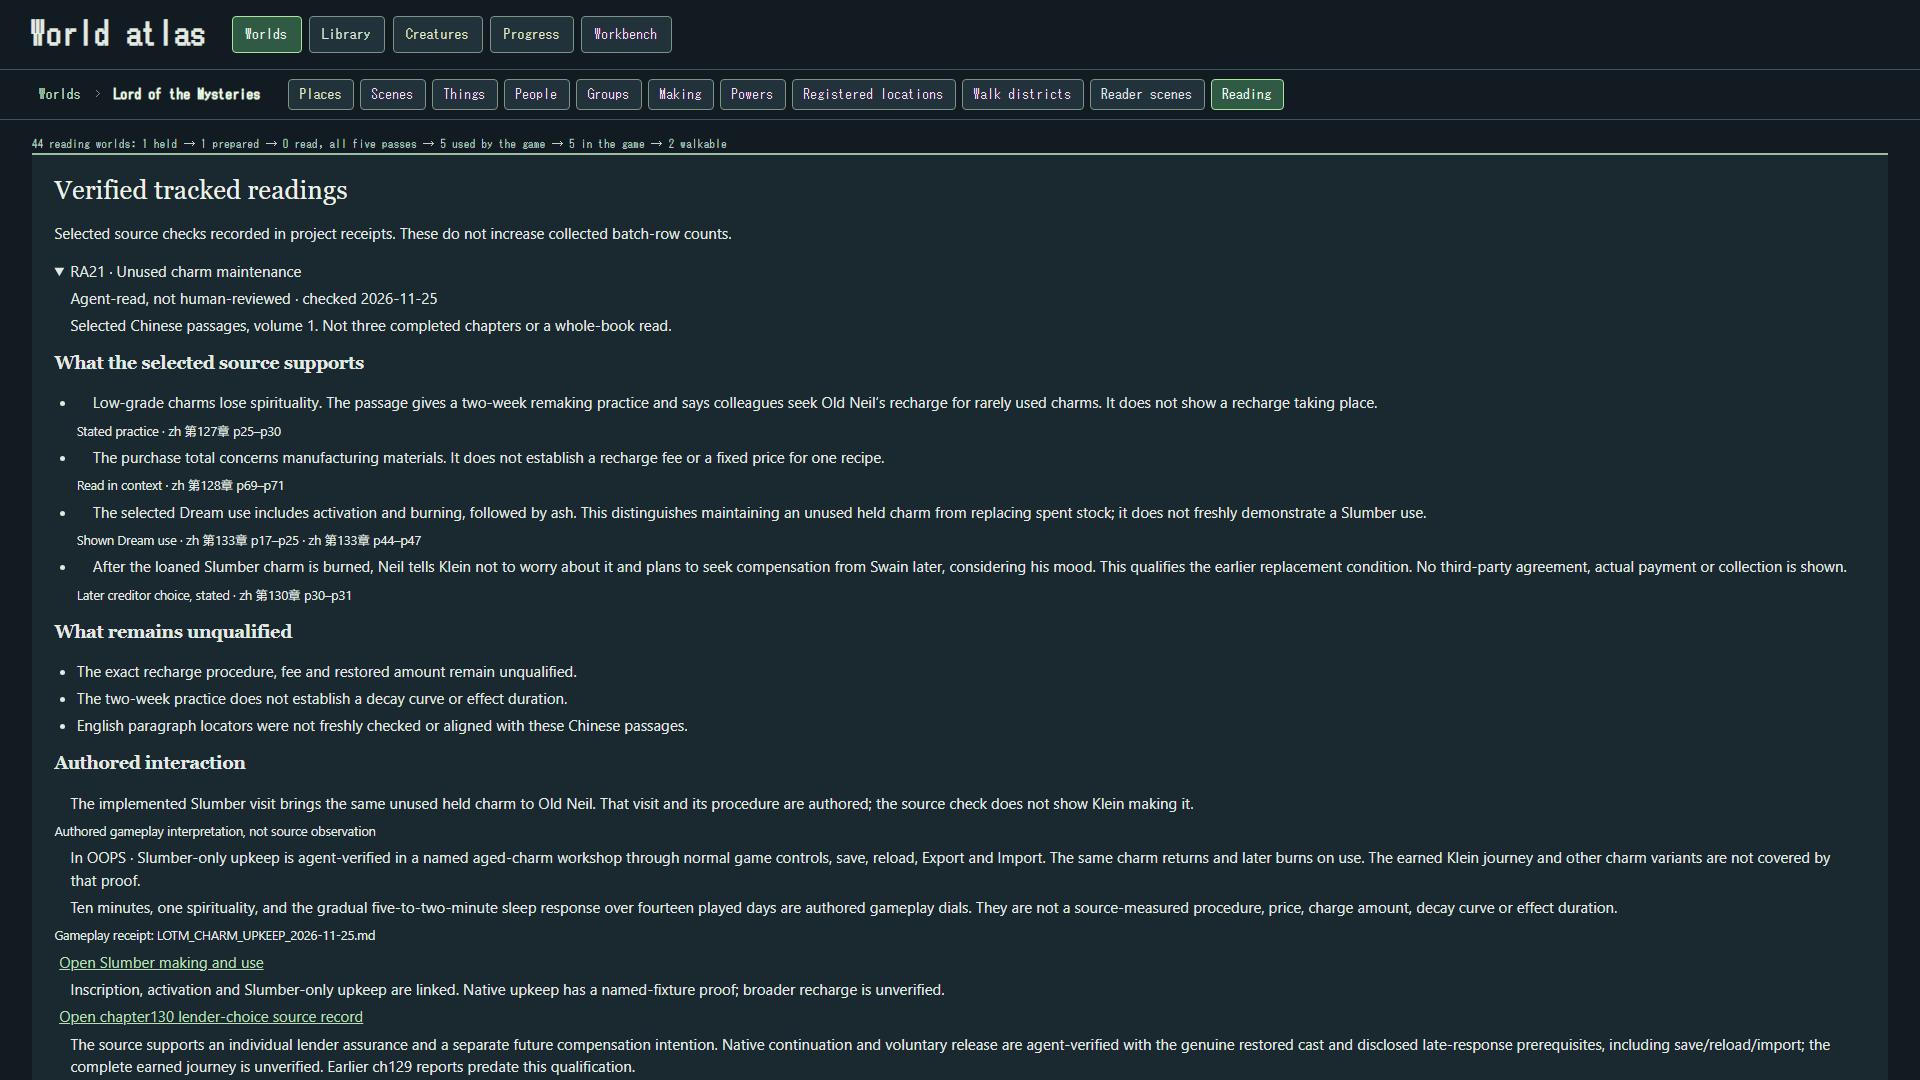 World atlas
Worlds
Library
Creatures
Progress
Workbench
Worlds > Lord of the Mysteries
Places
Scenes
Things
People
Groups
Making
Powers
Registered locations
Walk districts
Reader scenes
Reading
44 reading worlds: 1 held → 1 prepared → 0 read, all five passes → 5 used by the game → 5 in the game → 2 walkable
Verified tracked readings
Selected source checks recorded in project receipts. These do not increase collected batch-row counts.
▼ RA21 · Unused charm maintenance
Agent-read, not human-reviewed · checked 2026-11-25
Selected Chinese passages, volume 1. Not three completed chapters or a whole-book read.
What the selected source supports
• Low-grade charms lose spirituality. The passage gives a two-week remaking practice and says colleagues seek Old Neil's recharge for rarely used charms. It does not show a recharge taking place.
Stated practice · zh 第127章 p25–p30
• The purchase total concerns manufacturing materials. It does not establish a recharge fee or a fixed price for one recipe.
Read in context · zh 第128章 p69–p71
• The selected Dream use includes activation and burning, followed by ash. This distinguishes maintaining an unused held charm from replacing spent stock; it does not freshly demonstrate a Slumber use.
Shown Dream use · zh 第133章 p17–p25 · zh 第133章 p44–p47
• After the loaned Slumber charm is burned, Neil tells Klein not to worry about it and plans to seek compensation from Swain later, considering his mood. This qualifies the earlier replacement condition. No third-party agreement, actual payment or collection is shown.
Later creditor choice, stated · zh 第130章 p30–p31
What remains unqualified
• The exact recharge procedure, fee and restored amount remain unqualified.
• The two-week practice does not establish a decay curve or effect duration.
• English paragraph locators were not freshly checked or aligned with these Chinese passages.
Authored interaction
The implemented Slumber visit brings the same unused held charm to Old Neil. That visit and its procedure are authored; the source check does not show Klein making it.
Authored gameplay interpretation, not source observation
In OOPS · Slumber-only upkeep is agent-verified in a named aged-charm workshop through normal game controls, save, reload, Export and Import. The same charm returns and later burns on use. The earned Klein journey and other charm variants are not covered by
that proof.
Ten minutes, one spirituality, and the gradual five-to-two-minute sleep response over fourteen played days are authored gameplay dials. They are not a source-measured procedure, price, charge amount, decay curve or effect duration.
Gameplay receipt: LOTM_CHARM_UPKEEP_2026-11-25.md
Open Slumber making and use
Inscription, activation and Slumber-only upkeep are linked. Native upkeep has a named-fixture proof; broader recharge is unverified.
Open chapter130 lender-choice source record
The source supports an individual lender assurance and a separate future compensation intention. Native continuation and voluntary release are agent-verified with the genuine restored cast and disclosed late-response prerequisites, including save/reload/import; the
complete earned journey is unverified. Earlier ch129 reports predate this qualification.